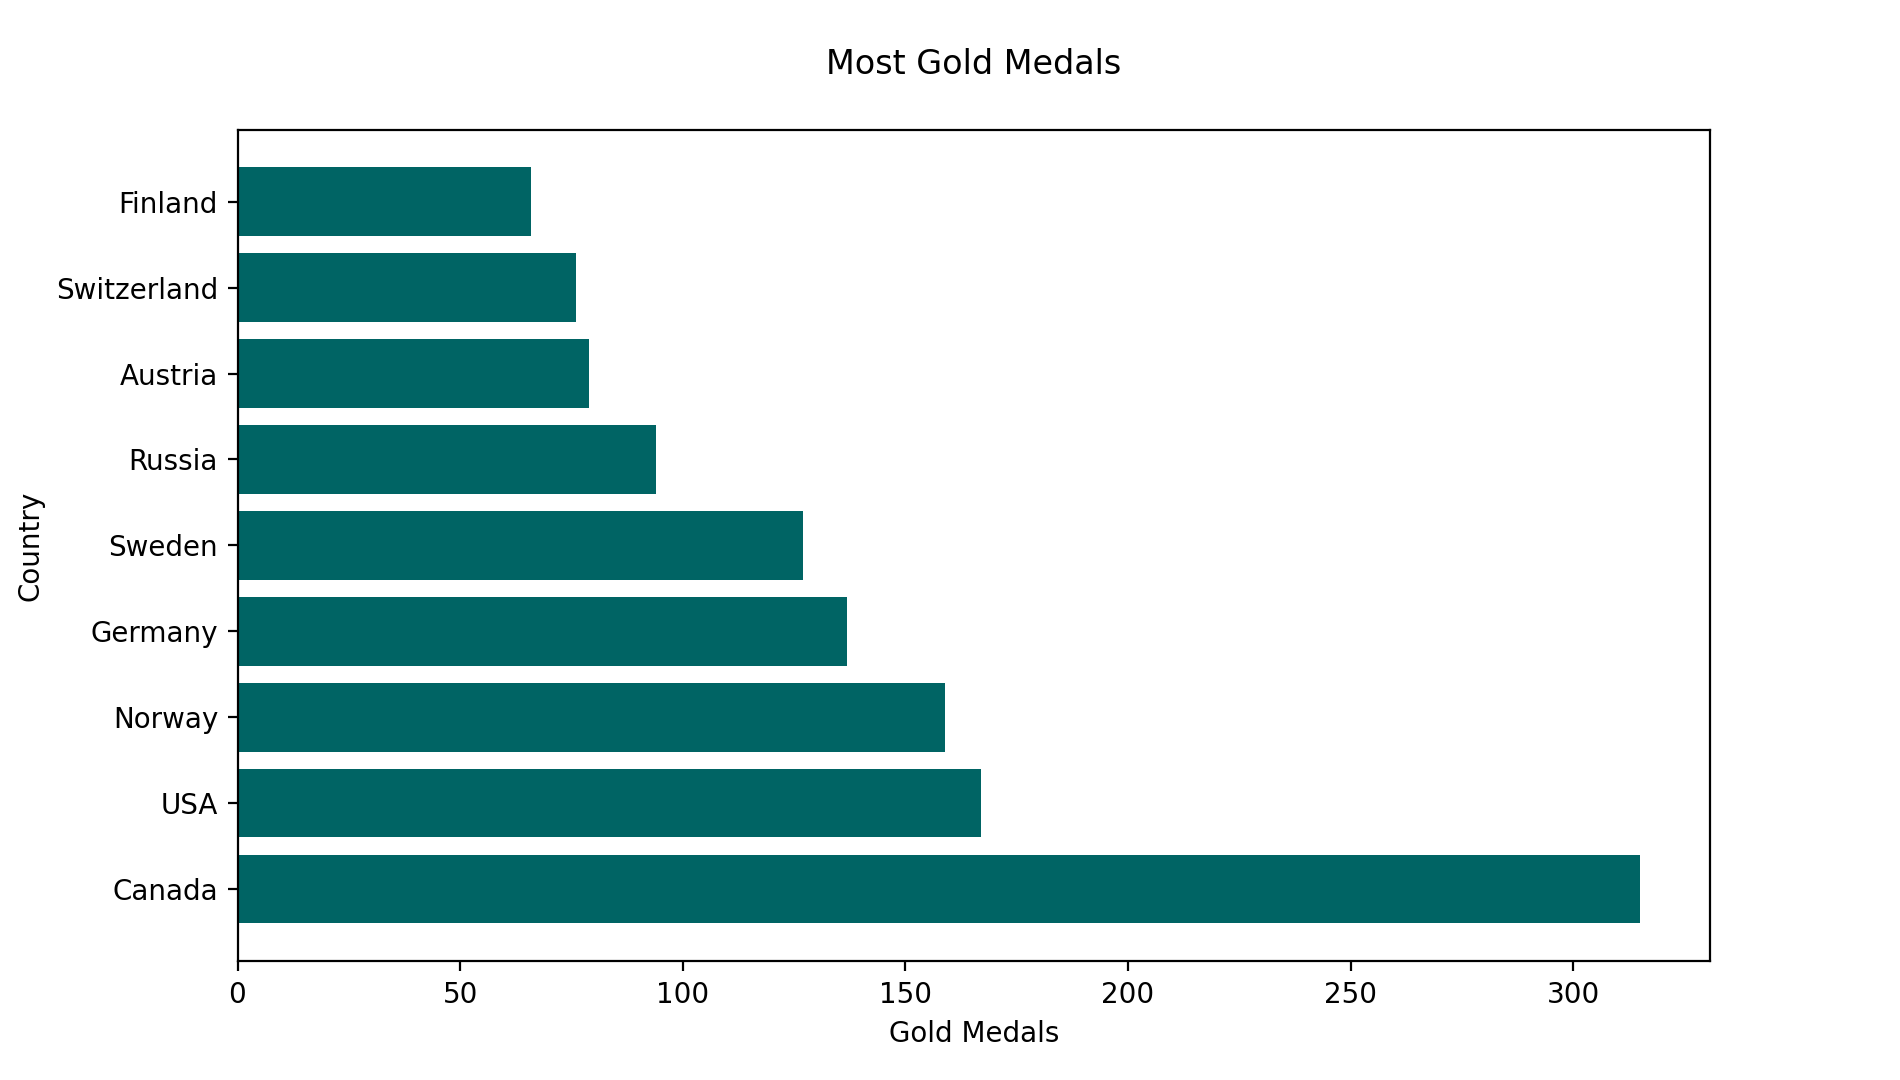 Most Gold Medals
Finland
Switzerland
Austria
Russia
Sweden
Germany
Norway
USA
Canada
Country
0 50 100 150 200 250 300
Gold Medals